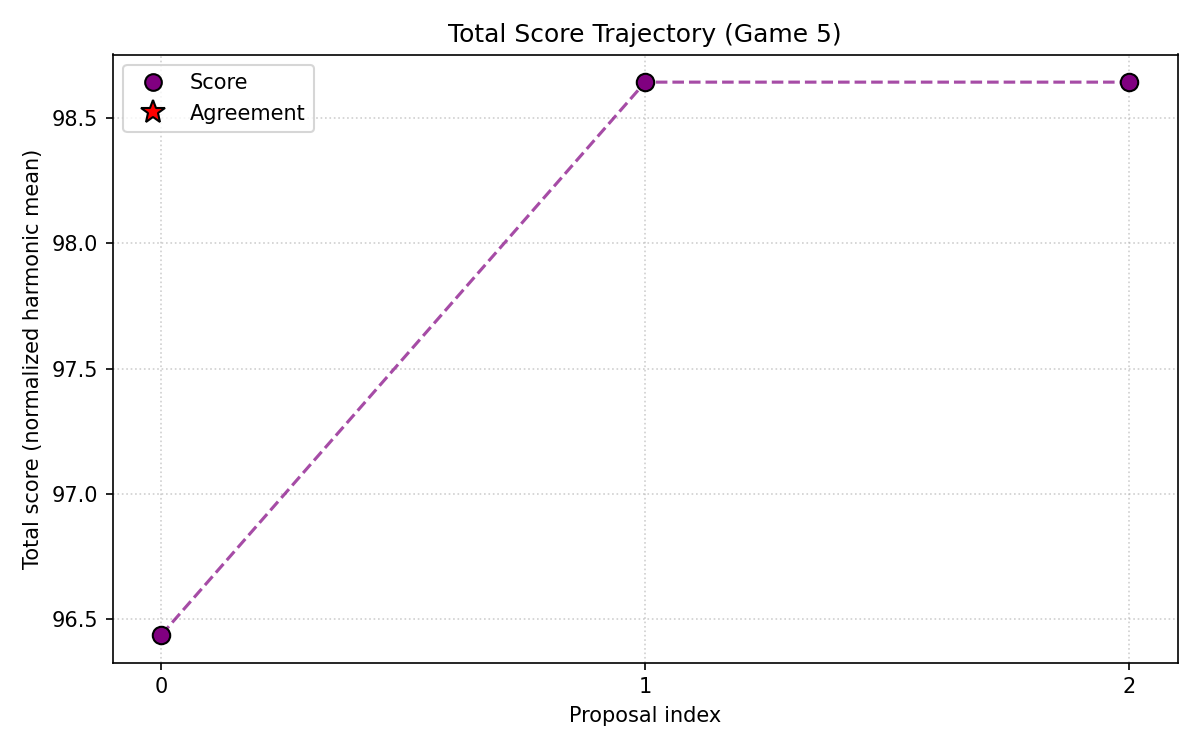 Total Score Trajectory (Game 5)
Score
Agreement
98.5
98.0
97.5
97.0
96.5
Total score (normalized harmonic mean)
0 1 2
Proposal index